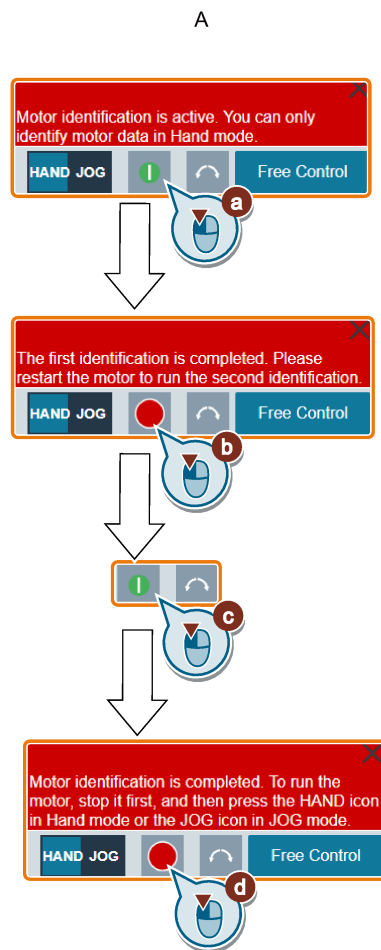 A
Motor identification is active. You can only
identify motor data in Hand mode.
HAND JOG Free Control
a
The first identification is completed. Please
restart the motor to run the second identification.
HAND JOG Free Control
b
c
Motor identification is completed. To run the
motor, stop it first, and then press the HAND icon
in Hand mode or the JOG icon in JOG mode.
HAND JOG Free Control
d